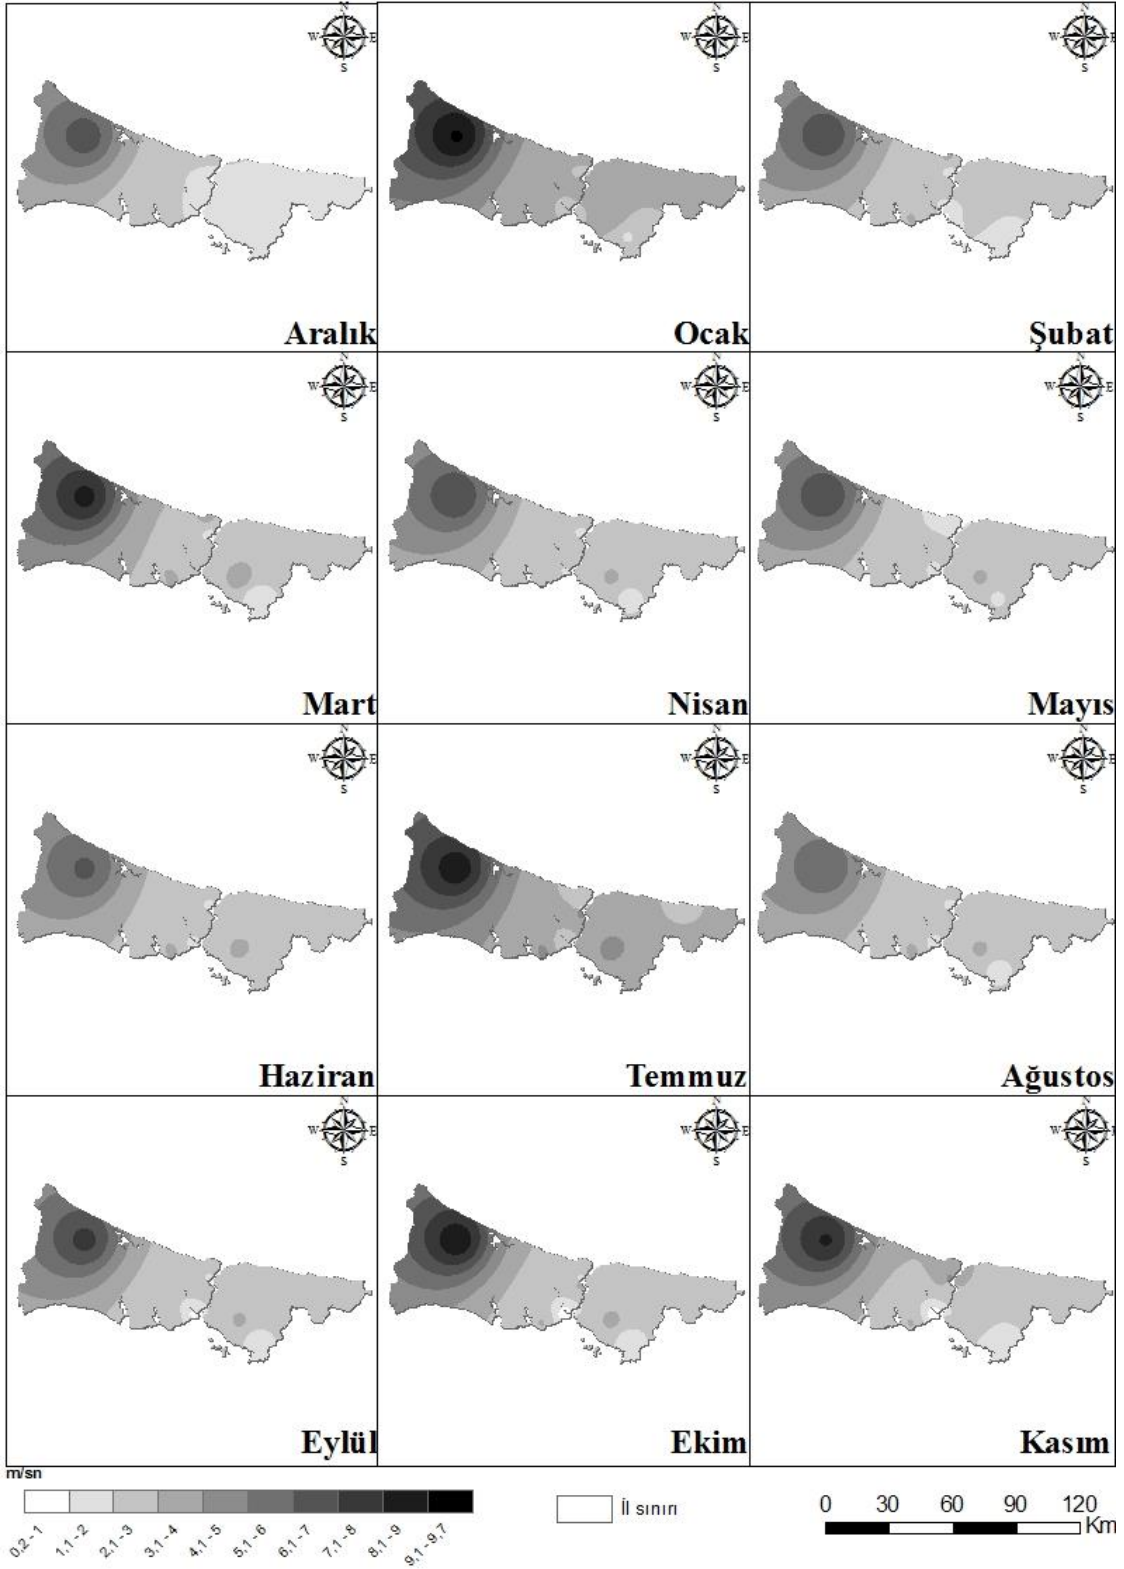 N
W E
S
N
W E
S
N
W E
S
Aralık
Ocak
Şubat
N
W E
S
N
W E
S
N
W E
S
Mart
Nisan
Mayıs
N
W E
S
N
W E
S
N
W E
S
Haziran
Temmuz
Ağustos
N
W E
S
N
W E
S
N
W E
S
Eylül
Ekim
Kasım
m/sn
0,2 - 1
1,1 - 2
2,1 - 3
3,1 - 4
4,1 - 5
5,1 - 6
6,1 - 7
7,1 - 8
8,1 - 9
9,1 - 9,7
İl sınırı
0 30 60 90 120
Km